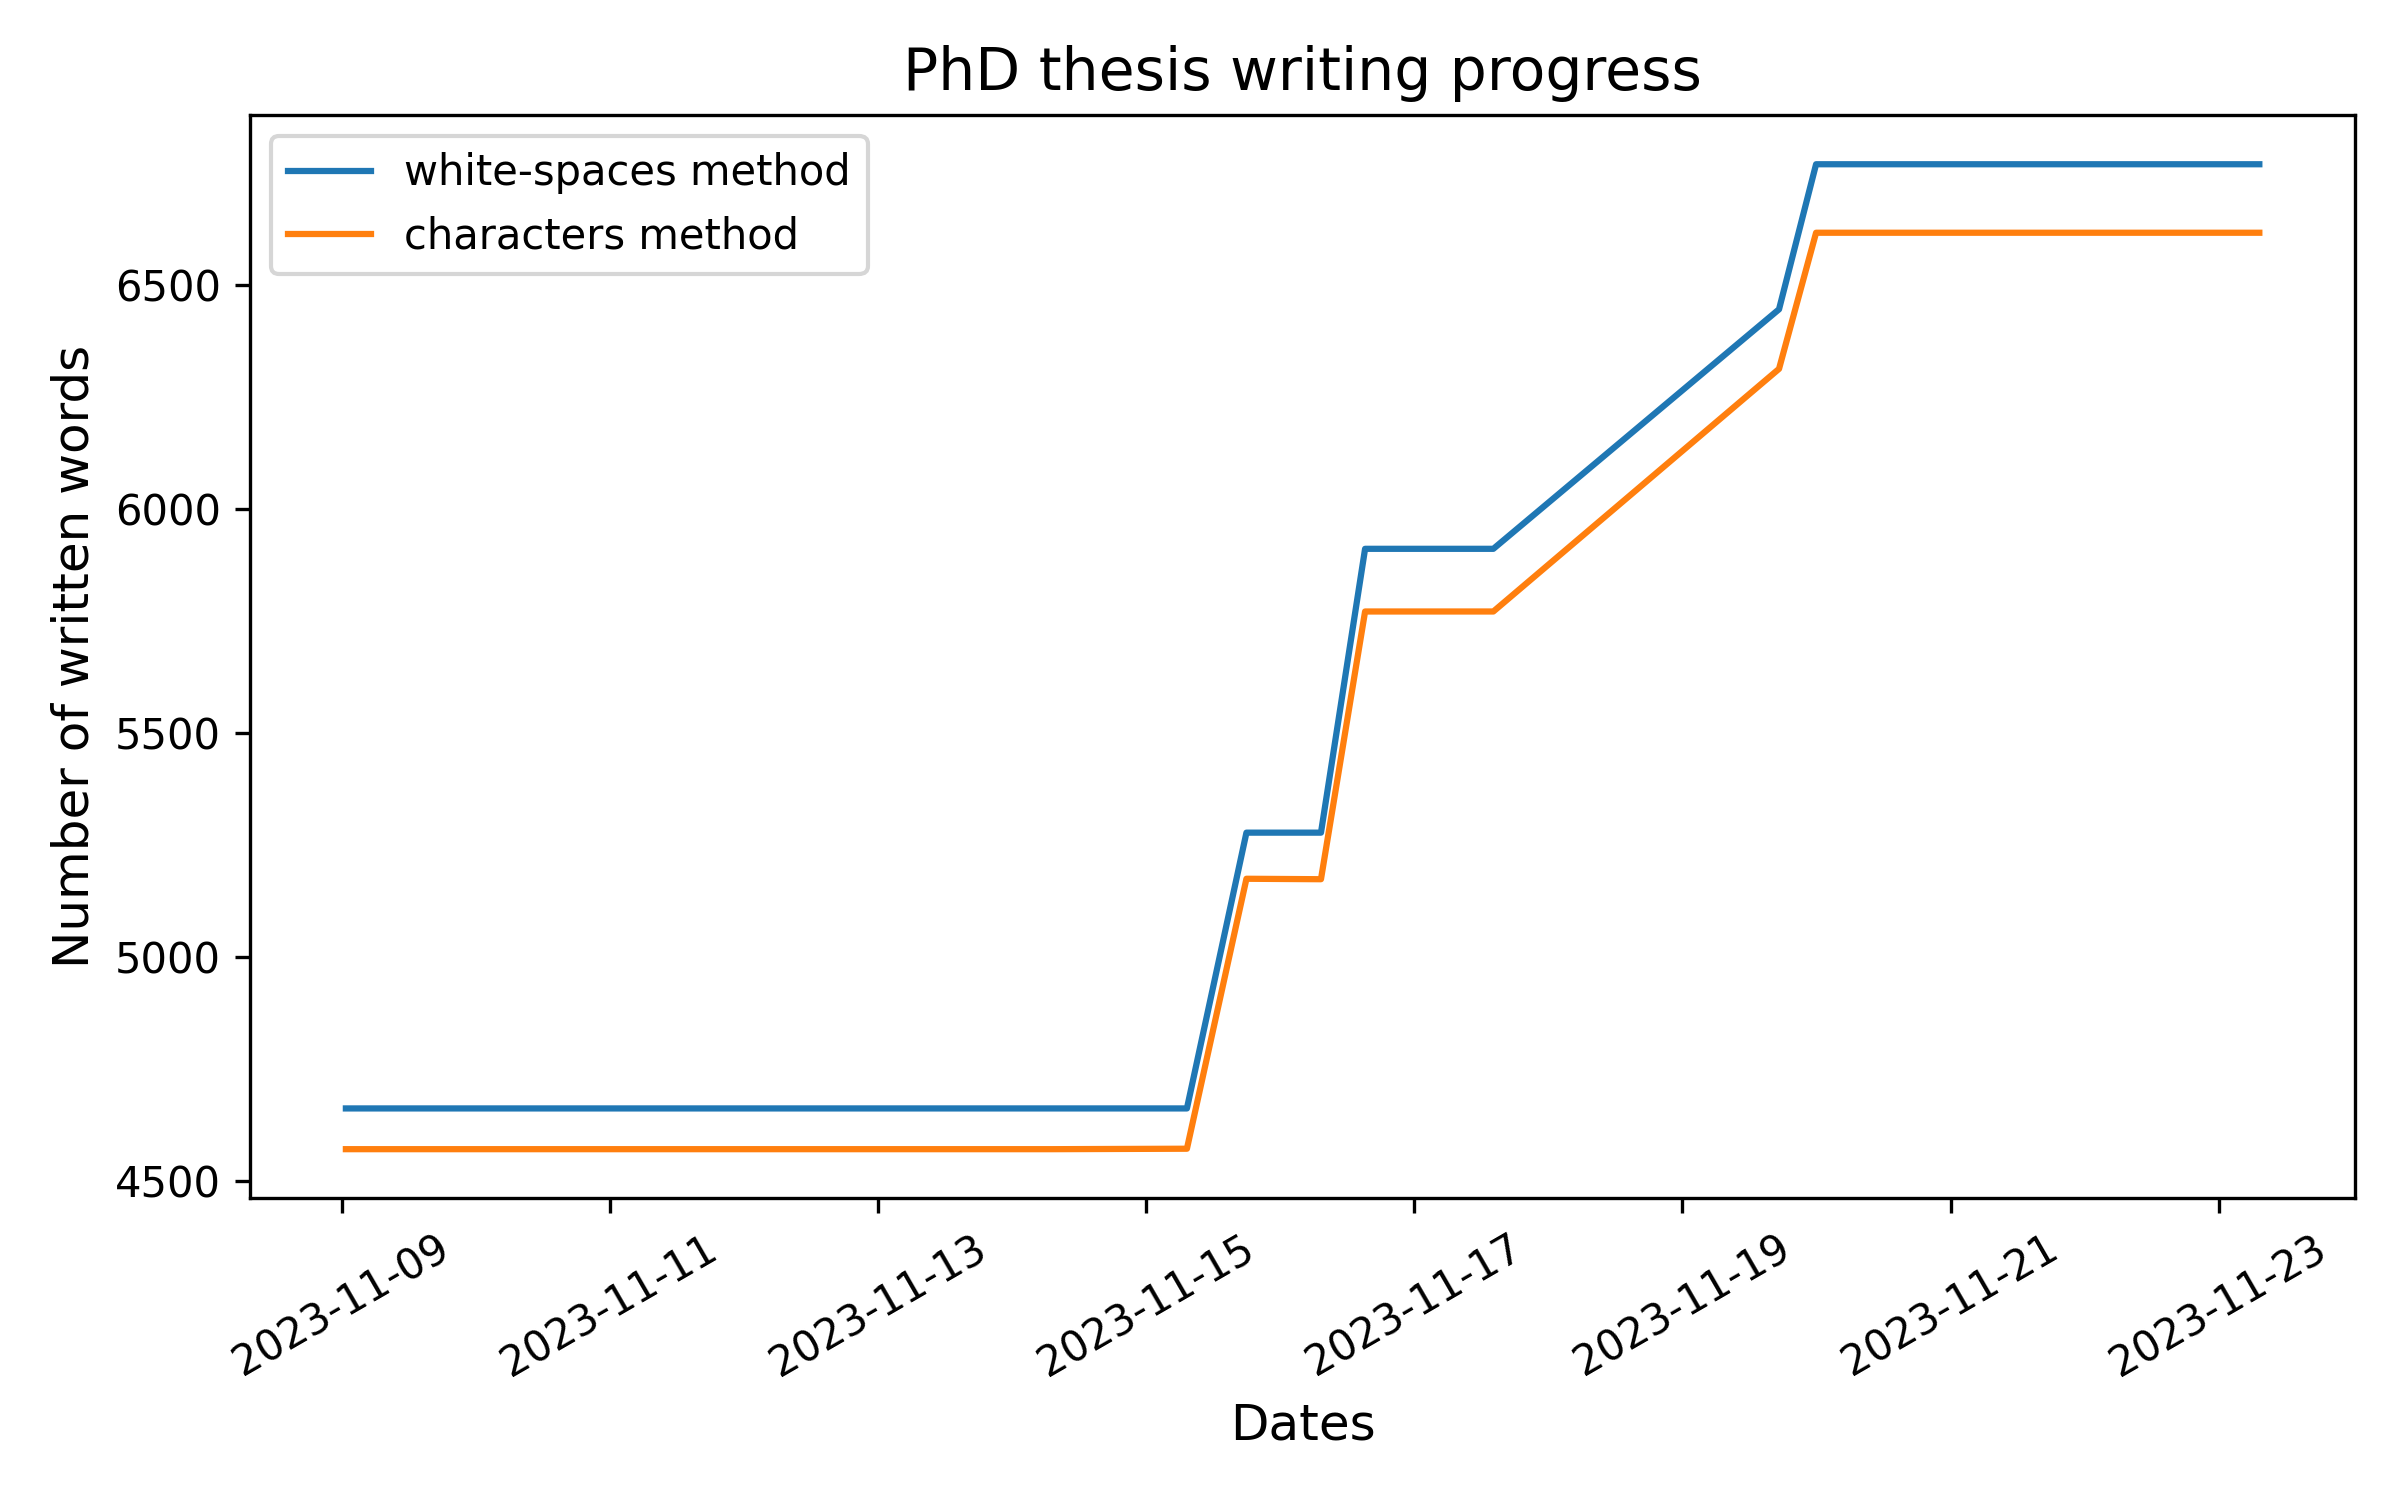 PhD thesis writing progress
white-spaces method
characters method
6500
6000
5500
5000
4500
Number of written words
2023-11-09
2023-11-11
2023-11-13
2023-11-15
2023-11-17
2023-11-19
2023-11-21
2023-11-23
Dates